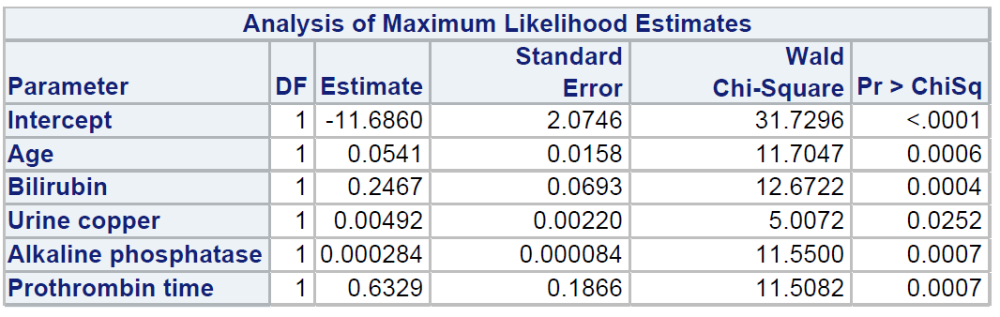 Analysis of Maximum Likelihood Estimates
Parameter DF Estimate Standard Error Wald Chi-Square Pr > ChiSq
Intercept 1 -11.6860 2.0746 31.7296 <.0001
Age 1 0.0541 0.0158 11.7047 0.0006
Bilirubin 1 0.2467 0.0693 12.6722 0.0004
Urine copper 1 0.00492 0.00220 5.0072 0.0252
Alkaline phosphatase 1 0.000284 0.000084 11.5500 0.0007
Prothrombin time 1 0.6329 0.1866 11.5082 0.0007